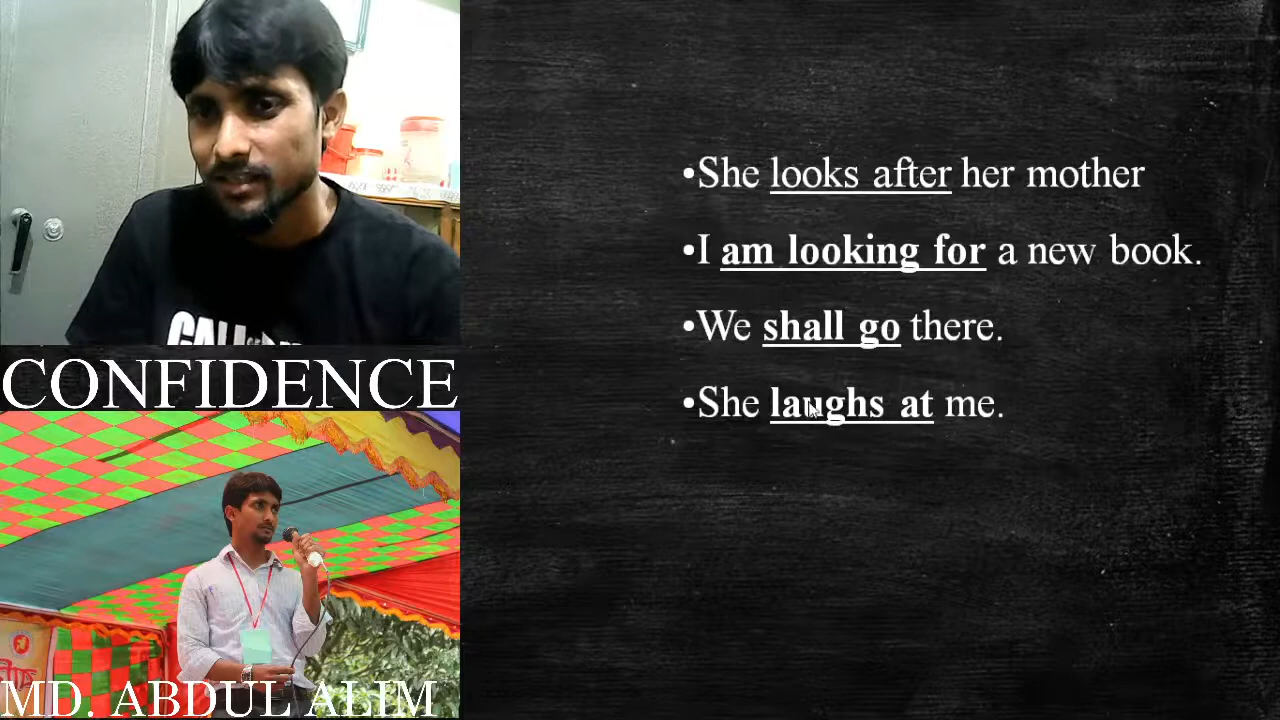 CONFIDENCE
MD. ABDUL ALIM
•She looks after her mother
•I am looking for a new book.
•We shall go there.
•She laughs at me.